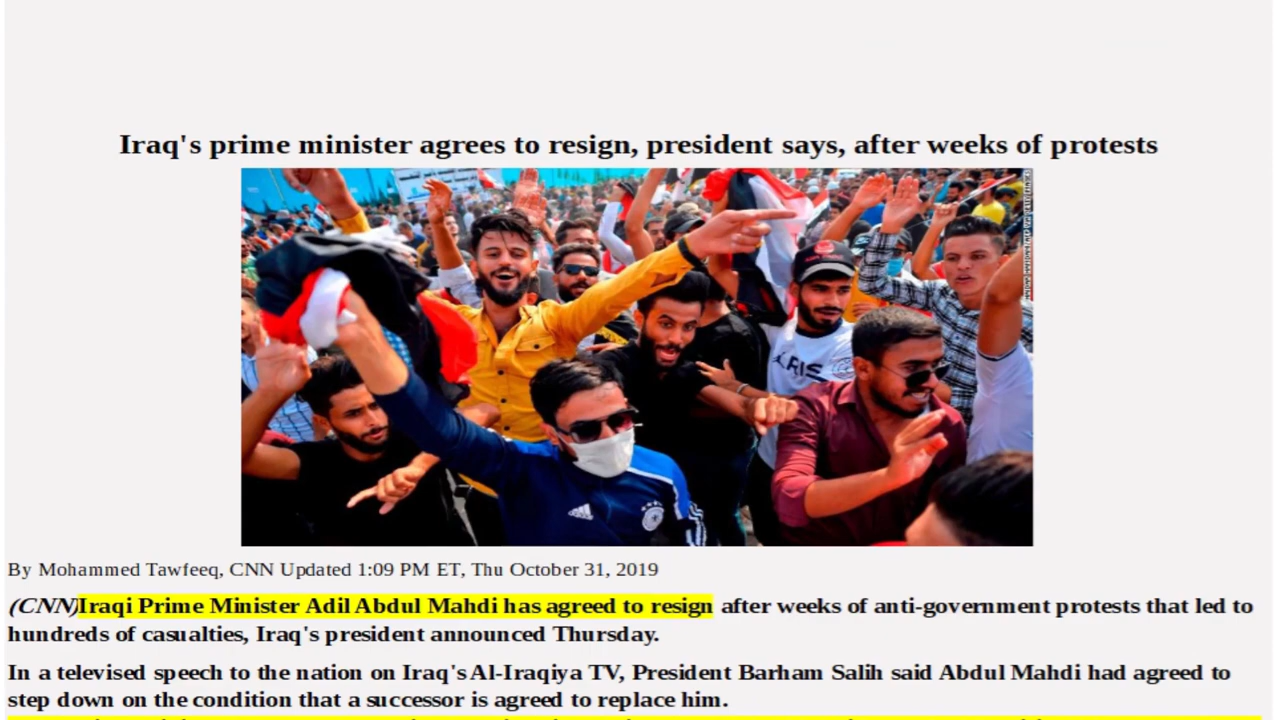 Iraq's prime minister agrees to resign, president says, after weeks of protests
ARIS
By Mohammed Tawfeeq, CNN Updated 1:09 PM ET, Thu October 31, 2019
(CNN)Iraqi Prime Minister Adil Abdul Mahdi has agreed to resign after weeks of anti-government protests that led to
hundreds of casualties, Iraq's president announced Thursday.
In a televised speech to the nation on Iraq's Al-Iraqiya TV, President Barham Salih said Abdul Mahdi had agreed to
step down on the condition that a successor is agreed to replace him.